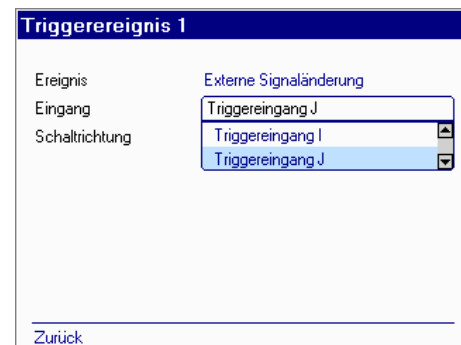 Triggerereignis 1
Ereignis Externe Signaländerung
Eingang Triggereingang J
Schaltrichtung Triggereingang I
Triggereingang J
Zurück